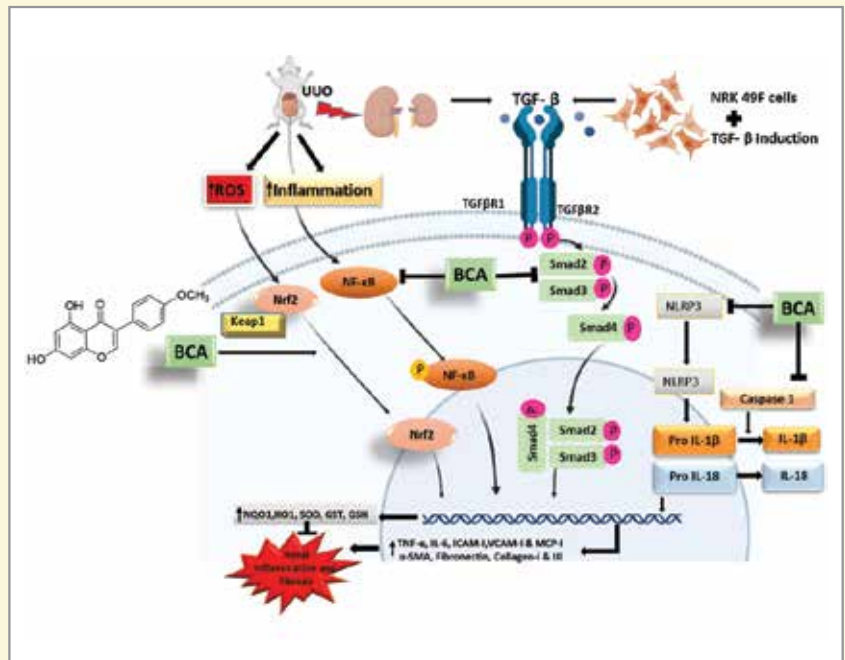 UUO
TGF- β
NRK 49F cells
+
TGF- β Induction
↑ROS
↑Inflammation
TGFβR1
TGFβR2
P
P
Smad2
P
Smad3
P
NF-κB
BCA
OCH3
OH
O
O
HO
Nrf2
Keap1
BCA
Smad4
P
NLRP3
BCA
P
NF-κB
NLRP3
Caspase 1
Nrf2
Smad4
Smad2
P
Smad3
P
Pro IL-1β
IL-1β
Pro IL-18
IL-18
↑NQO1,HO1, SOD, GST, GSH
↑TNF-α, IL-6, ICAM-I,VCAM-I & MCP-I
α-SMA, Fibronectin, Collagen-I & III
Renal
inflammation and
fibrosis